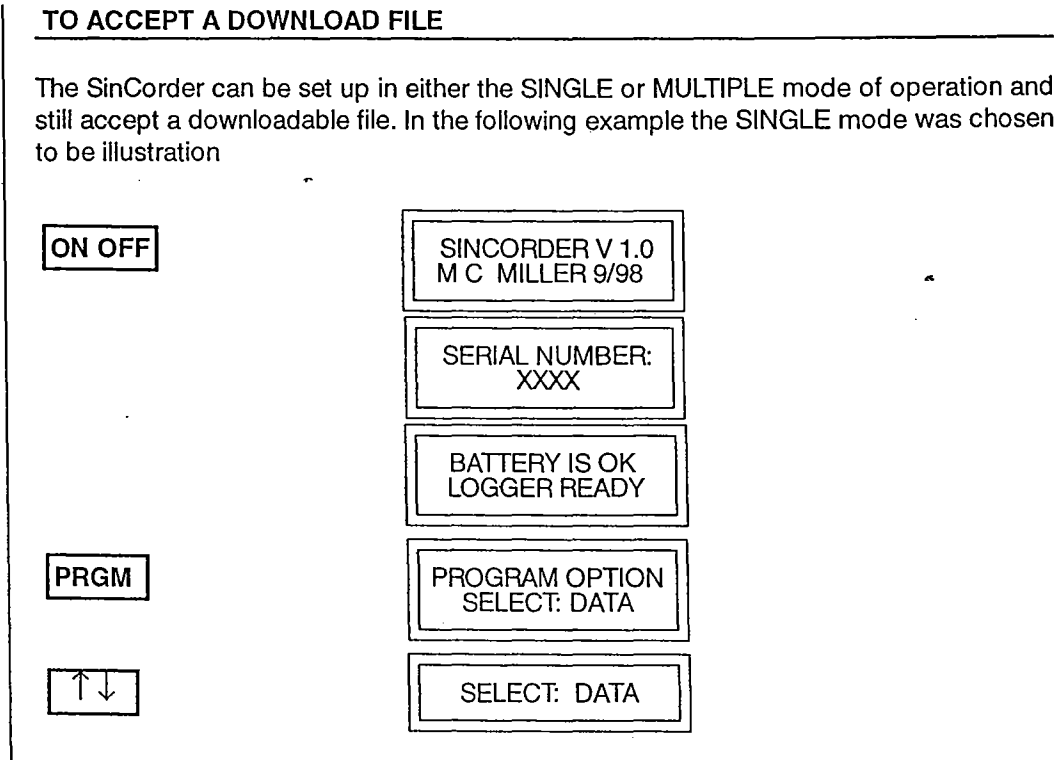 TO ACCEPT A DOWNLOAD FILE
The SinCorder can be set up in either the SINGLE or MULTIPLE mode of operation and
still accept a downloadable file. In the following example the SINGLE mode was chosen
to be illustration
ON OFF
SINCORDER V 1.0
M C MILLER 9/98
SERIAL NUMBER:
XXXX
BATTERY IS OK
LOGGER READY
PRGM
PROGRAM OPTION
SELECT: DATA
↑↓
SELECT: DATA